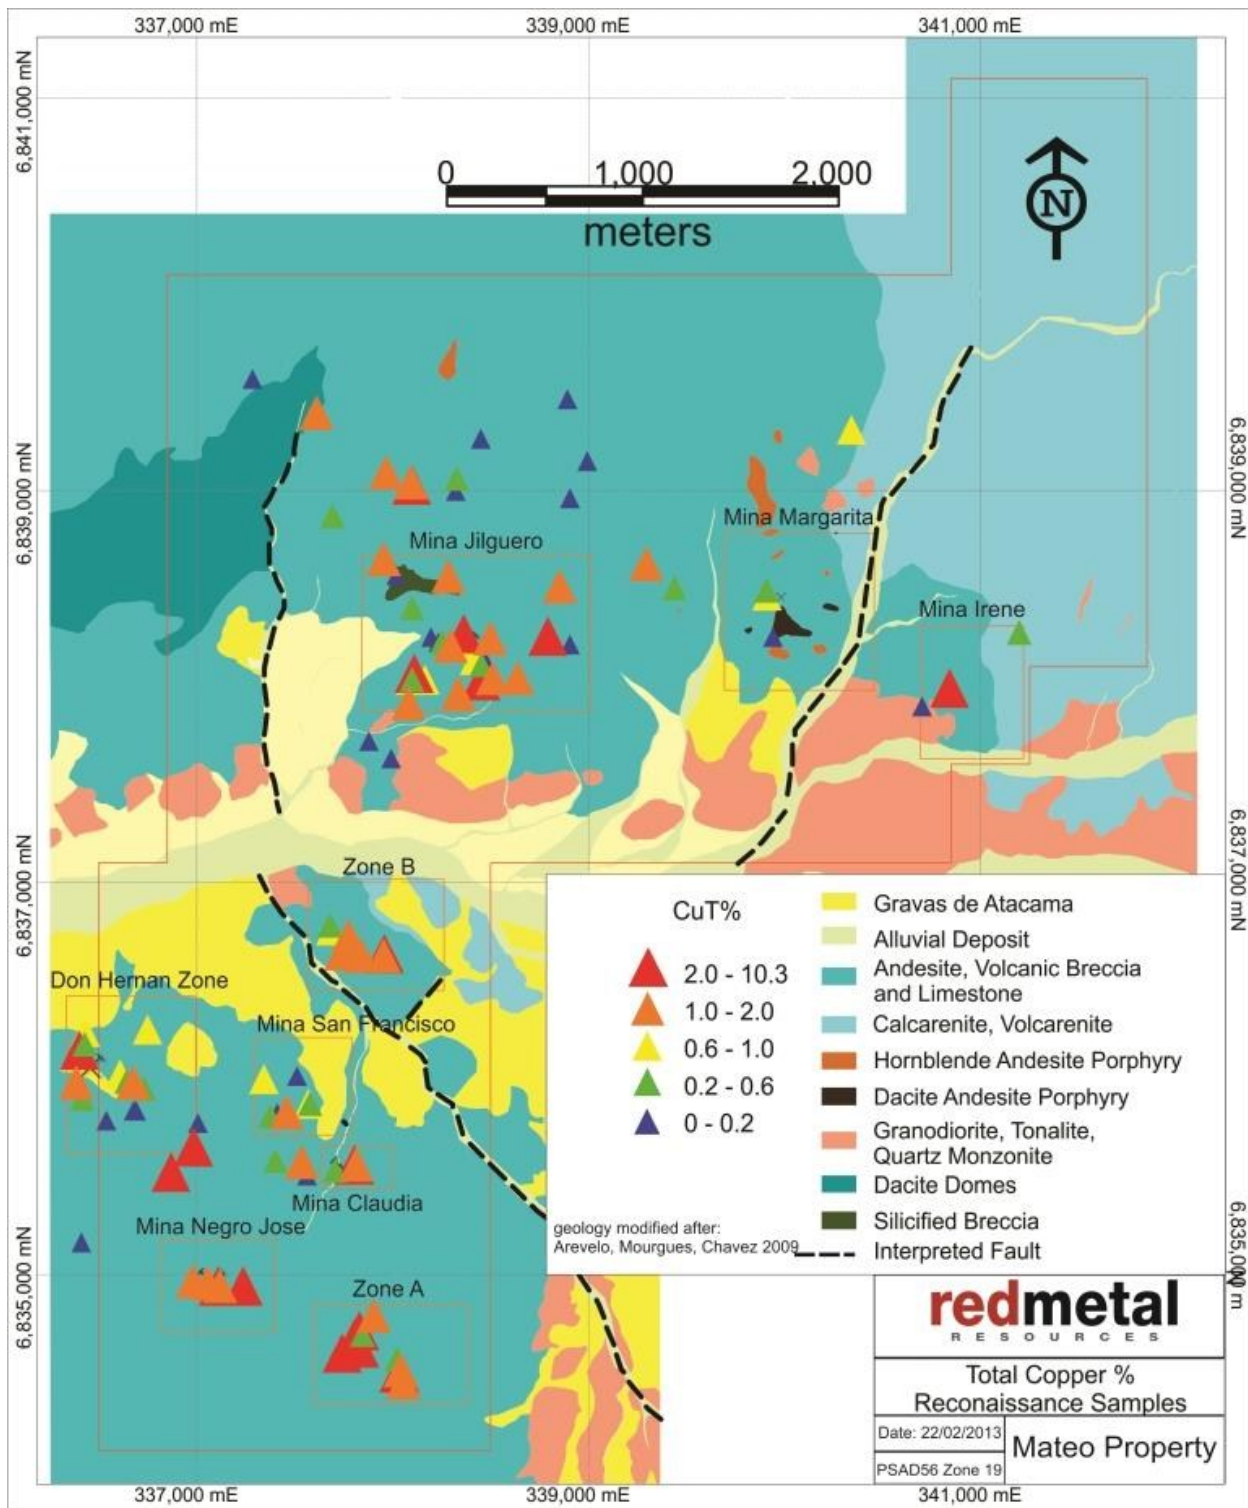 337,000 mE
339,000 mE
341,000 mE
6,841,000 mN
0 1,000 2,000
meters
N
6,839,000 mN
6,839,000 mN
Mina Margarita
Mina Jilguero
Mina Irene
6,837,000 mN
6,837,000 mN
Zone B
Don Hernan Zone
Mina San Francisco
Mina Claudia
Mina Negro Jose
Zone A
CuT%
2.0 - 10.3
1.0 - 2.0
0.6 - 1.0
0.2 - 0.6
0 - 0.2
Gravas de Atacama
Alluvial Deposit
Andesite, Volcanic Breccia
and Limestone
Calcarenite, Volcarenite
Hornblende Andesite Porphyry
Dacite Andesite Porphyry
Granodiorite, Tonalite,
Quartz Monzonite
Dacite Domes
Silicified Breccia
Interpreted Fault
geology modified after:
Arevelo, Mourgues, Chavez 2009
6,835,000 mN
6,835,000 m
redmetal
RESOURCES
Total Copper %
Reconaissance Samples
Date: 22/02/2013
PSAD56 Zone 19
Mateo Property
337,000 mE
339,000 mE
341,000 mE